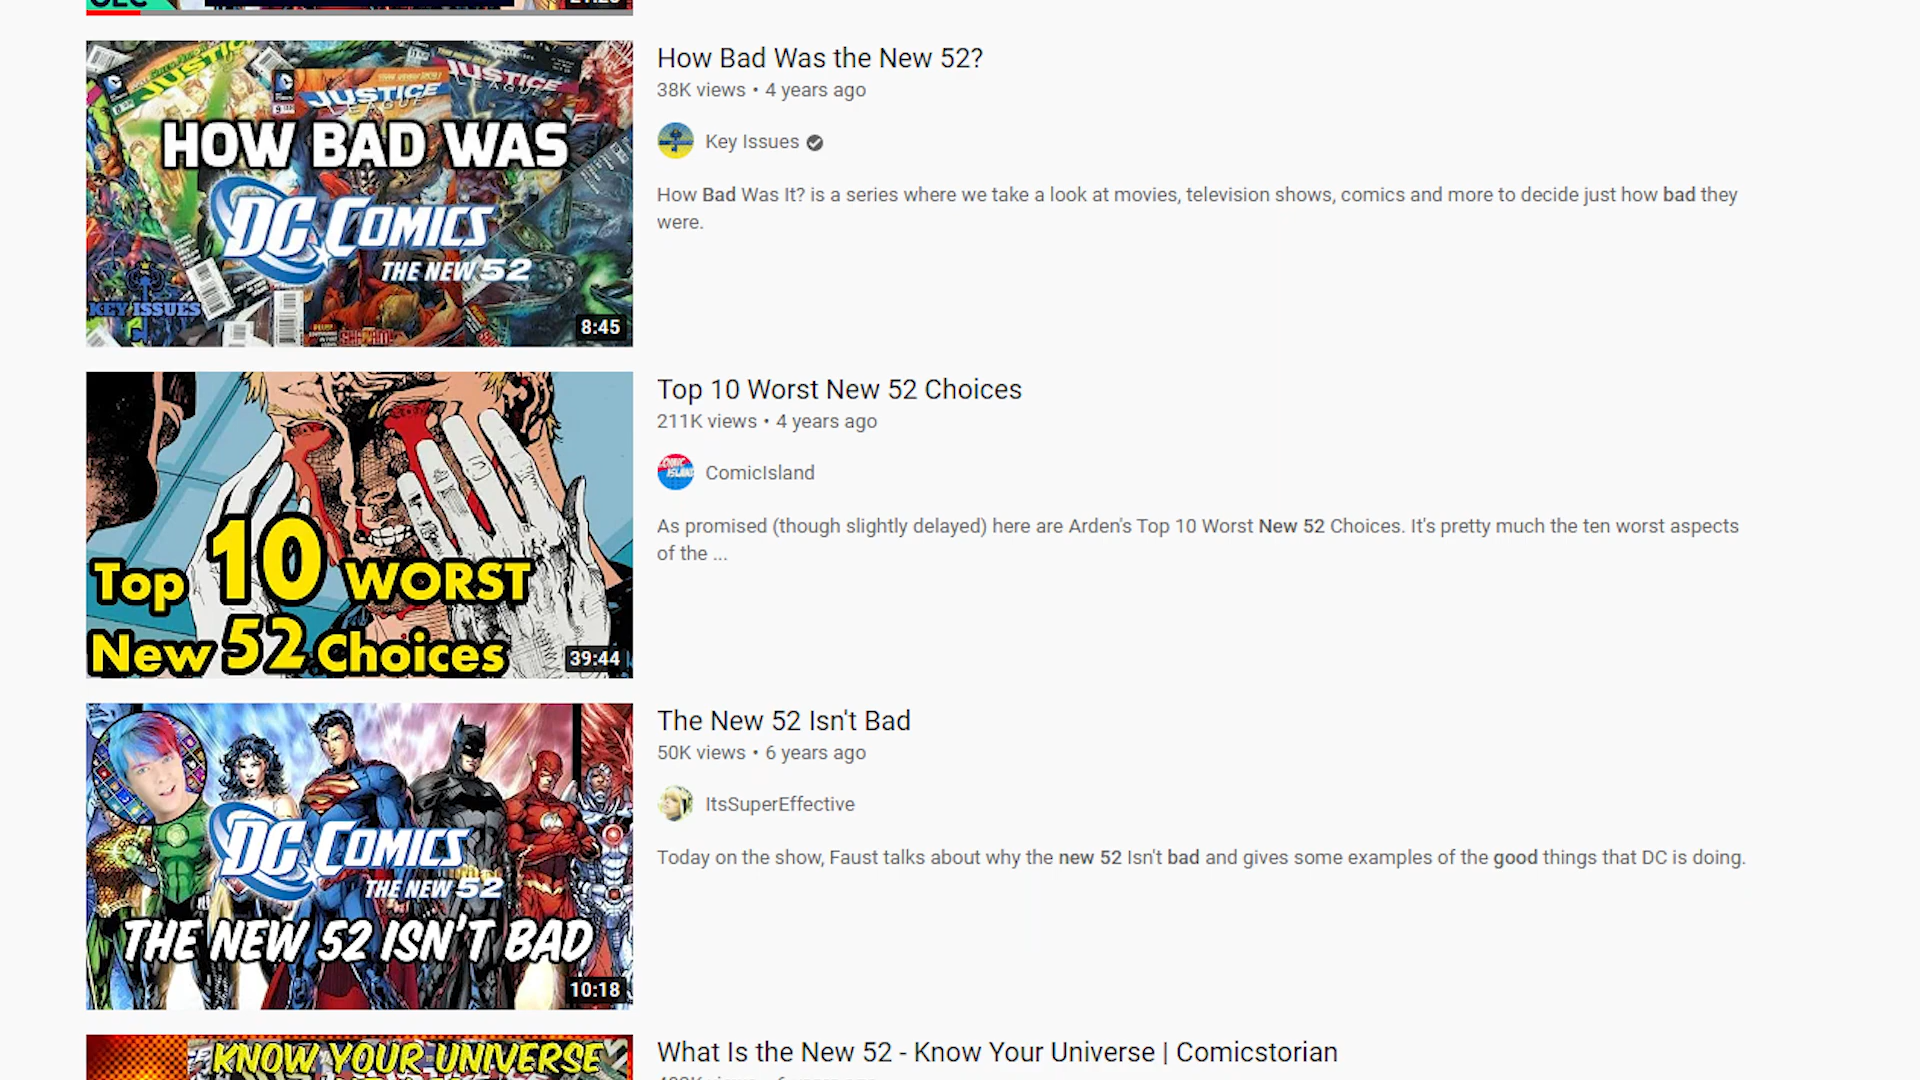 How Bad Was the New 52?
38K views • 4 years ago
Key Issues
How Bad Was It? is a series where we take a look at movies, television shows, comics and more to decide just how bad they
were.
JUSTICE
JUSTICE
LEAGUE
JUSTICE
LEAGUE
HOW BAD WAS
DC COMICS
THE NEW 52
KEY ISSUES
SHAZAM!
8:45
Top 10 Worst New 52 Choices
211K views • 4 years ago
ComicIsland
As promised (though slightly delayed) here are Arden's Top 10 Worst New 52 Choices. It's pretty much the ten worst aspects
of the ...
Top 10 WORST
New 52 Choices
39:44
The New 52 Isn't Bad
50K views • 6 years ago
ItsSuperEffective
Today on the show, Faust talks about why the new 52 Isn't bad and gives some examples of the good things that DC is doing.
DC COMICS
THE NEW 52
THE NEW 52 ISN'T BAD
10:18
KNOW YOUR UNIVERSE
What Is the New 52 - Know Your Universe | Comicstorian